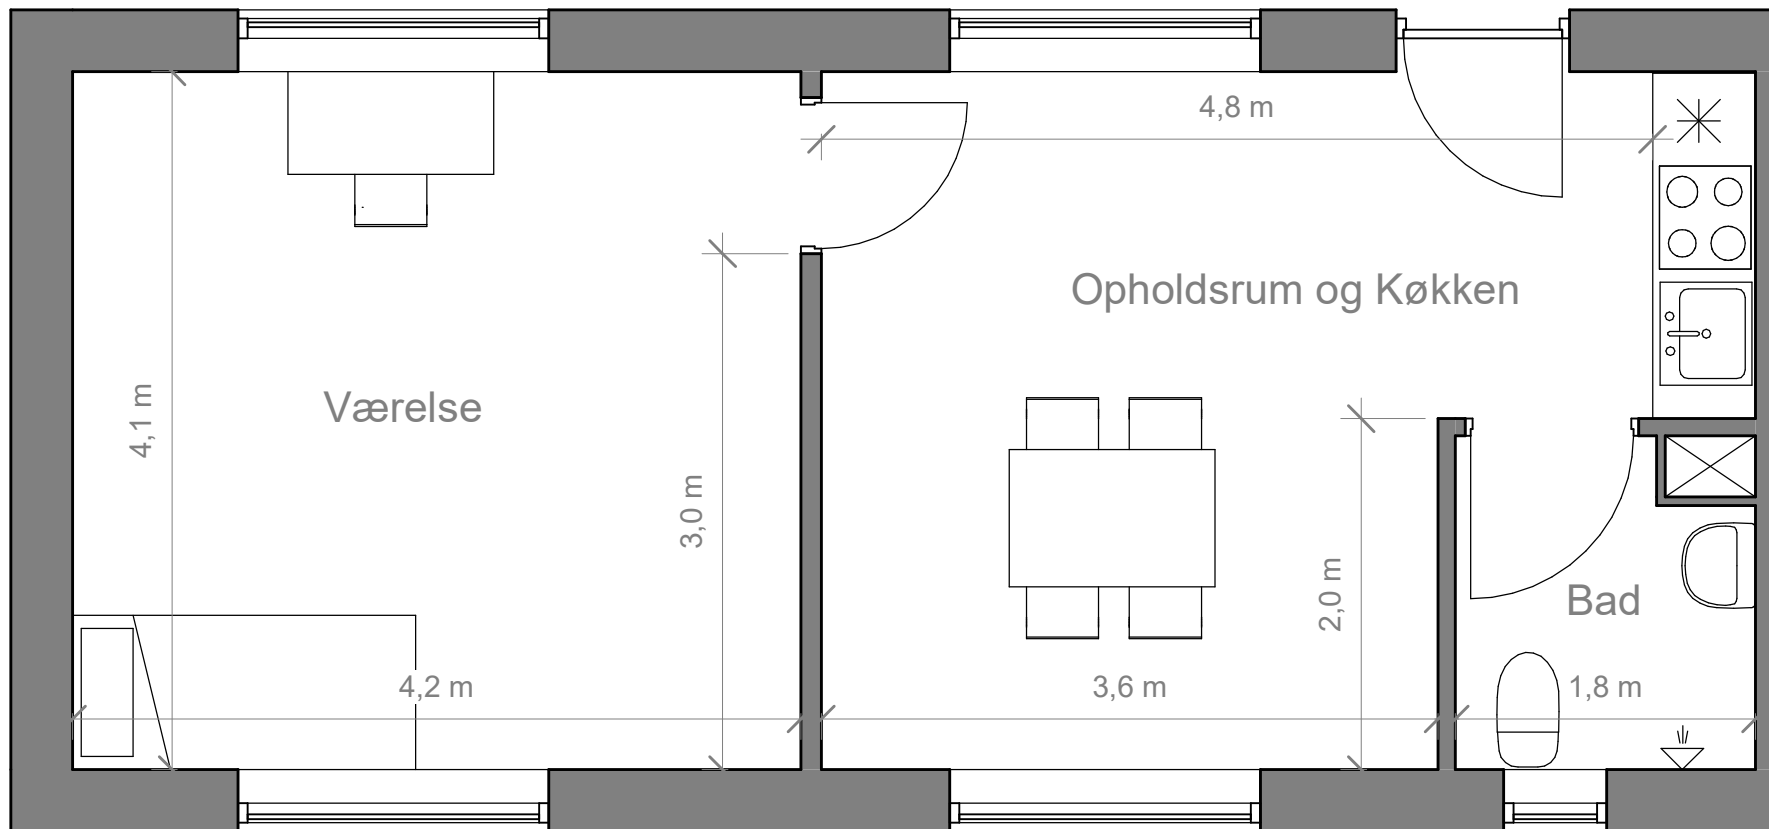 4,8 m
Opholdsrum og Køkken
Værelse
4,1 m
3,0 m
2,0 m
Bad
4,2 m
3,6 m
1,8 m